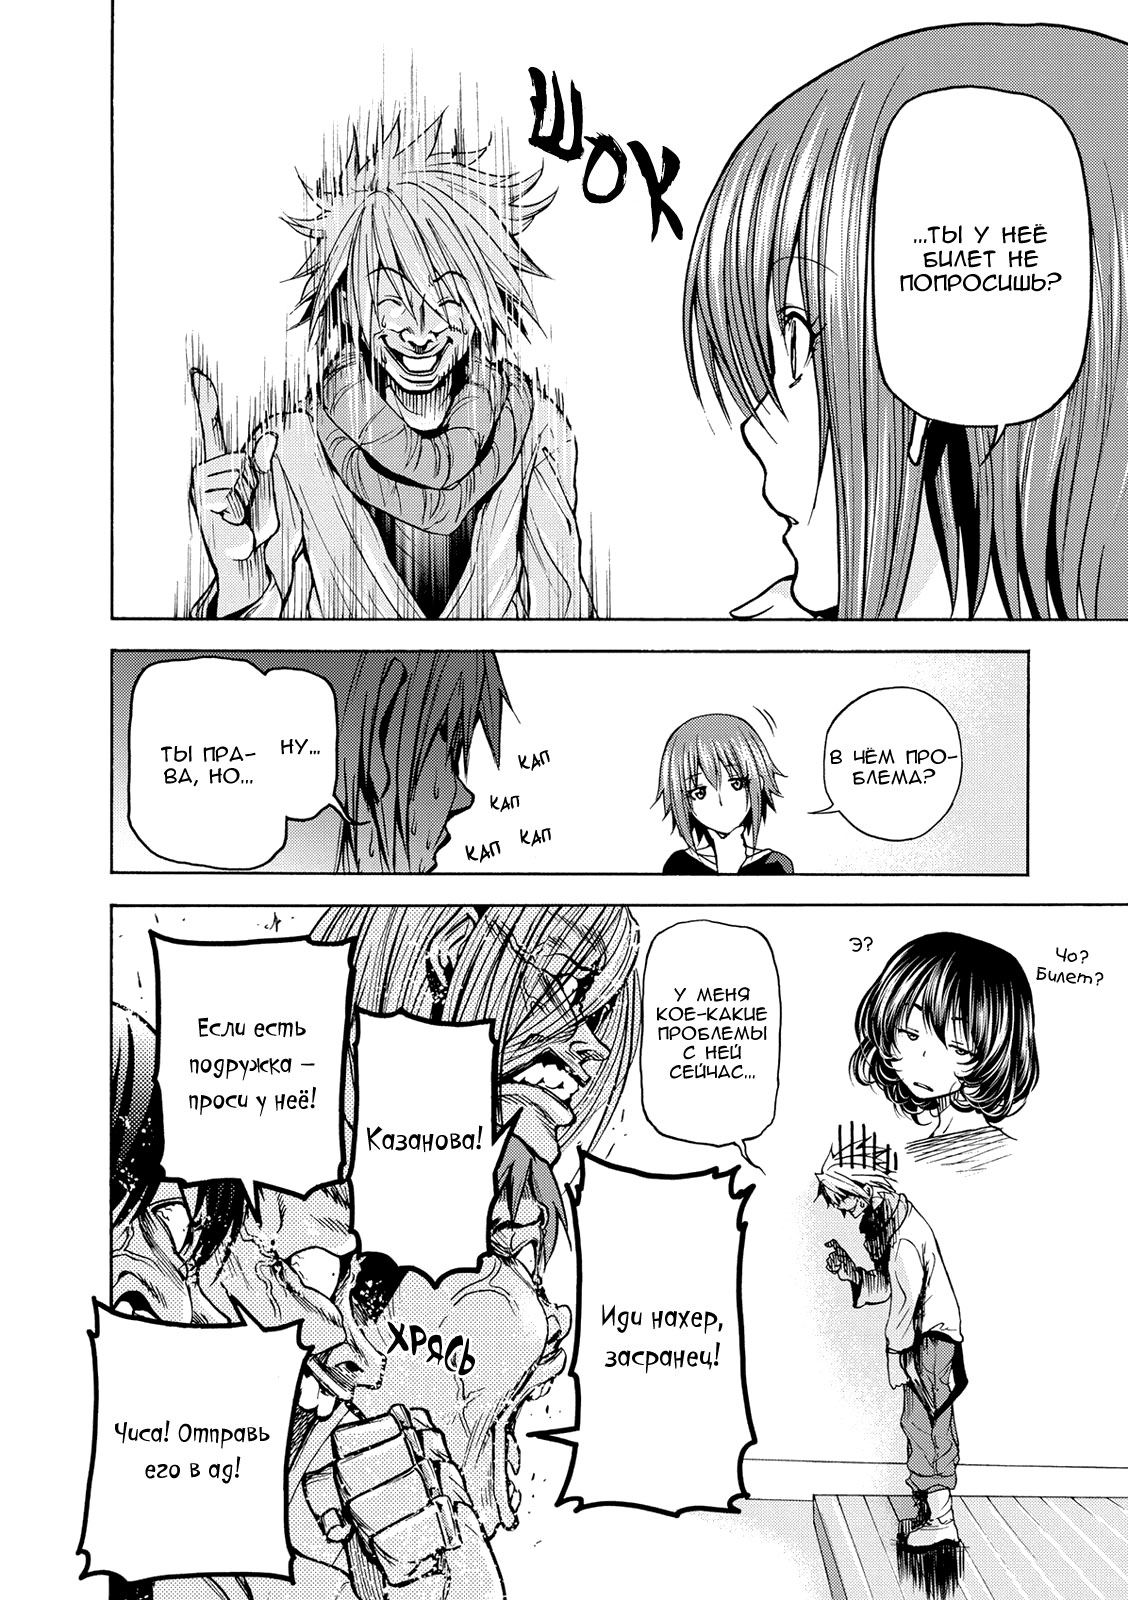 ...ТЫ У НЕЁ
БИЛЕТ НЕ
ПОПРОСИШЬ?
ШОК
В ЧЁМ ПРО-
БЛЕМА?
КАП
КАП
КАП
КАП
НУ...
ТЫ ПРА-
ВА, НО...
Чо?
Билет?
Э?
У МЕНЯ
КОЕ-КАКИЕ
ПРОБЛЕМЫ
С НЕЙ
СЕЙЧАС...
Иди нахер,
засранец!
Казанова!
Если есть
подружка –
проси у неё!
ХРЯСЬ
Чиса! Отправь
его в ад!